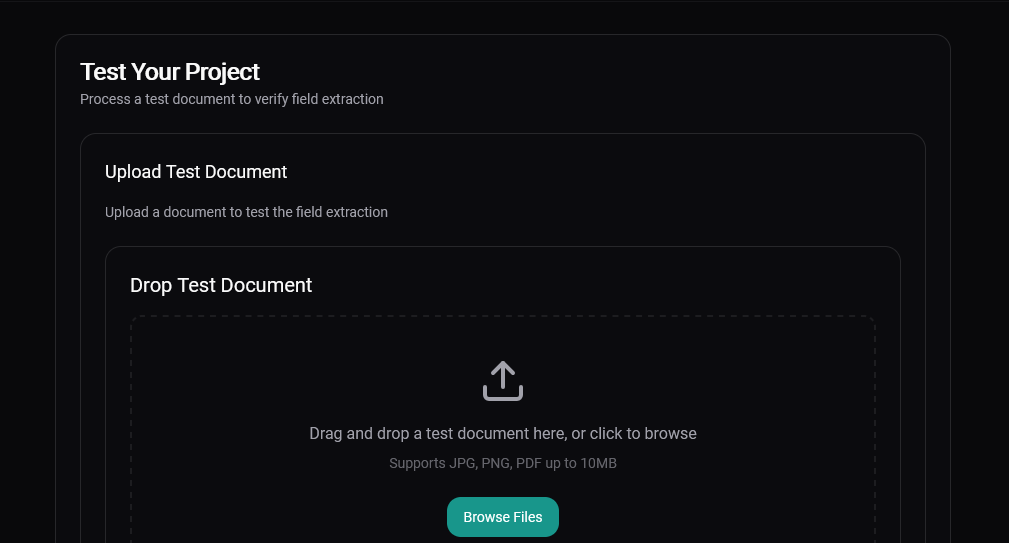 Test Your Project
Process a test document to verify field extraction
Upload Test Document
Upload a document to test the field extraction
Drop Test Document
Drag and drop a test document here, or click to browse
Supports JPG, PNG, PDF up to 10MB
Browse Files